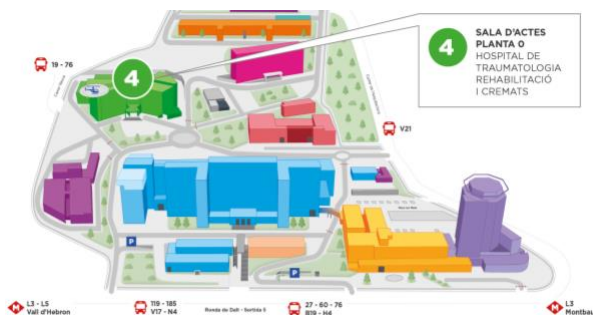 4
SALA D'ACTES
PLANTA 0
HOSPITAL DE
TRAUMATOLOGIA
REHABILITACIÓ
I CREMATS
19 - 76
4
V21
P
P
M
L3 - L5
Vall d'Hebron
119 - 185
V17 - N4
Ronda de Dalt - Sortida 5
27 - 60 - 76
B19 - N4
M
L3
Montbau